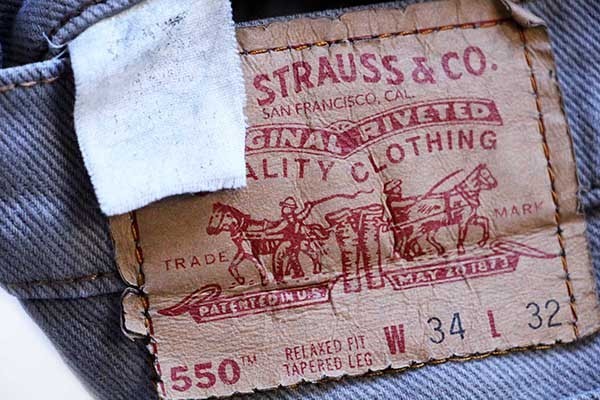 STRAUSS & CO.
SAN FRANCISCO, CAL.
GINAL RIVETED
ALITY CLOTHING
TRADE MARK
PATENTED IN U.S. MAY 20 1873
550™ RELAXED FIT TAPERED LEG W 34 L 32